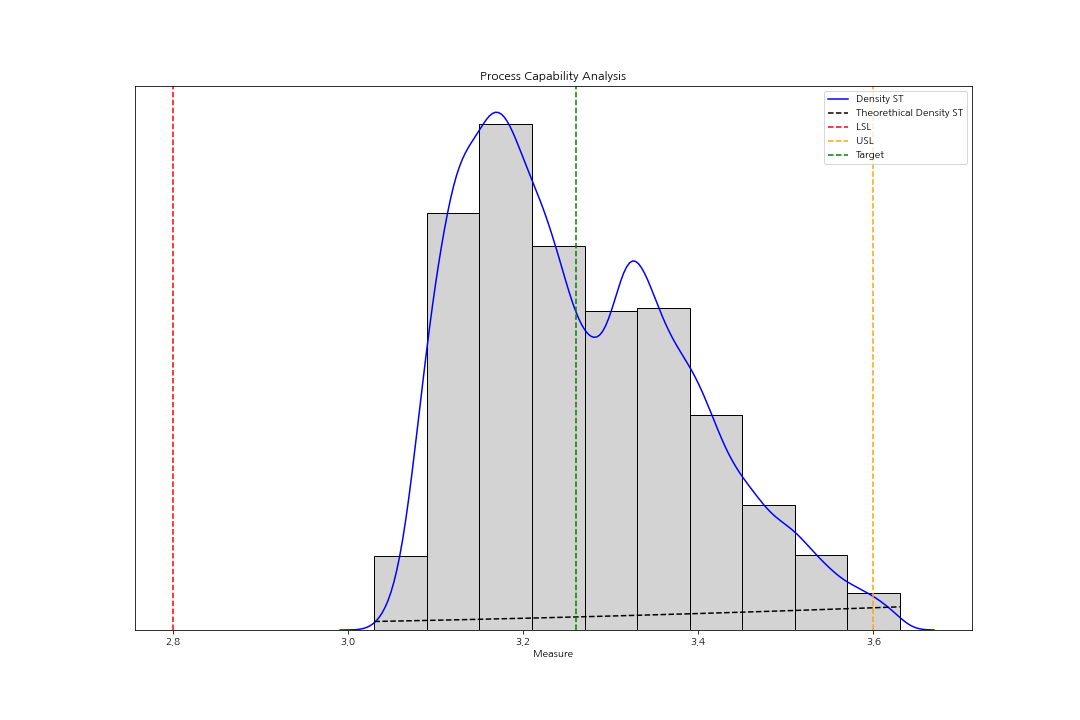 Process Capability Analysis
Density ST
Theorethical Density ST
LSL
USL
Target
2,8
3,0
3,2
3,4
3,6
Measure